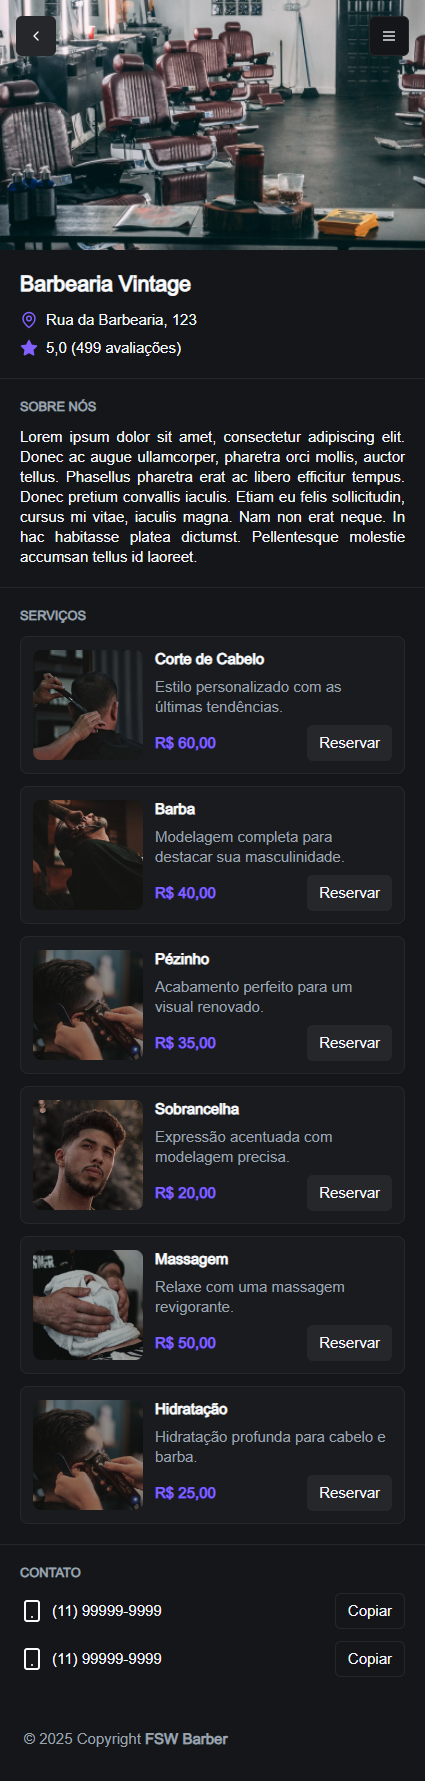 Barbearia Vintage
Rua da Barbearia, 123
5,0 (499 avaliações)
SOBRE NÓS
Lorem ipsum dolor sit amet, consectetur adipiscing elit.
Donec ac augue ullamcorper, pharetra orci mollis, auctor
tellus. Phasellus pharetra erat ac libero efficitur tempus.
Donec pretium convallis iaculis. Etiam eu felis sollicitudin,
cursus mi vitae, iaculis magna. Nam non erat neque. In
hac habitasse platea dictumst. Pellentesque molestie
accumsan tellus id laoreet.
SERVIÇOS
Corte de Cabelo
Estilo personalizado com as
últimas tendências.
R$ 60,00 Reservar
Barba
Modelagem completa para
destacar sua masculinidade.
R$ 40,00 Reservar
Pézinho
Acabamento perfeito para um
visual renovado.
R$ 35,00 Reservar
Sobrancelha
Expressão acentuada com
modelagem precisa.
R$ 20,00 Reservar
Massagem
Relaxe com uma massagem
revigorante.
R$ 50,00 Reservar
Hidratação
Hidratação profunda para cabelo e
barba.
R$ 25,00 Reservar
CONTATO
(11) 99999-9999 Copiar
(11) 99999-9999 Copiar
© 2025 Copyright FSW Barber